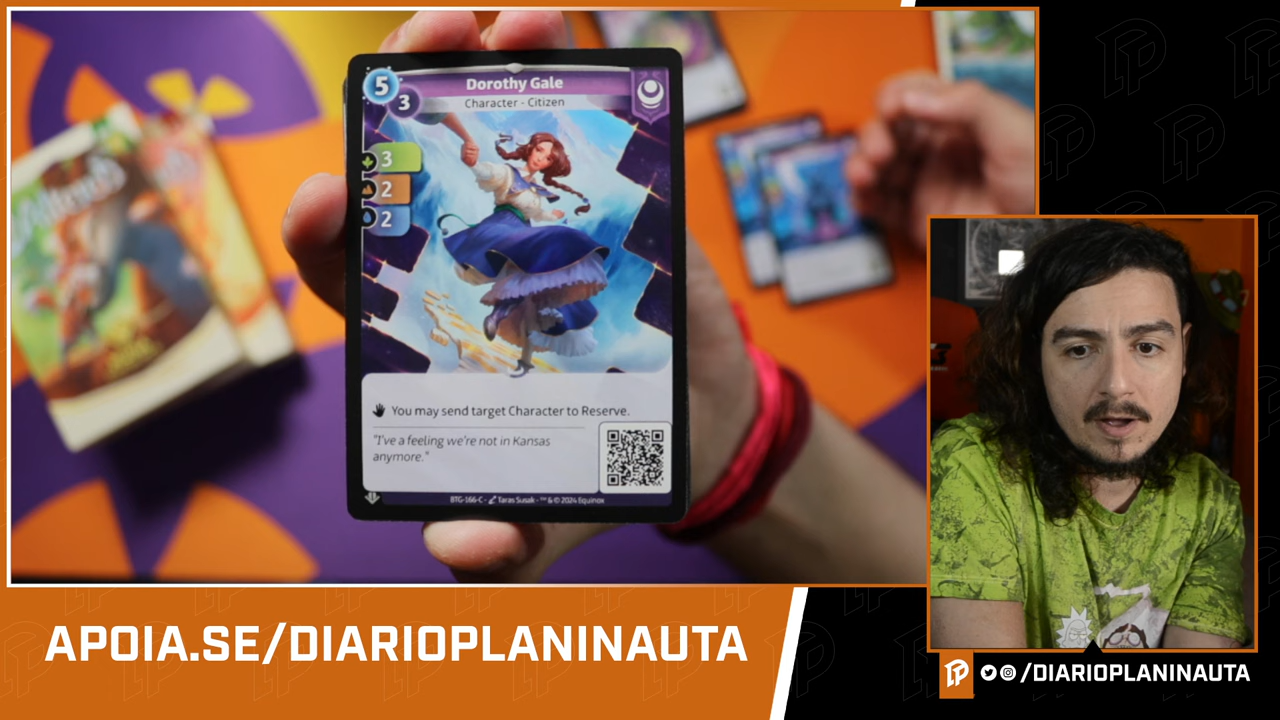 5
3
Dorothy Gale
Character - Citizen
3
2
2
You may send target Character to Reserve.
"I've a feeling we're not in Kansas
anymore."
BTG-166-C - Taras Susak - ™ & © 2024 Equinox
APOIA.SE/DIARIOPLANINAUTA
/DIARIOPLANINAUTA